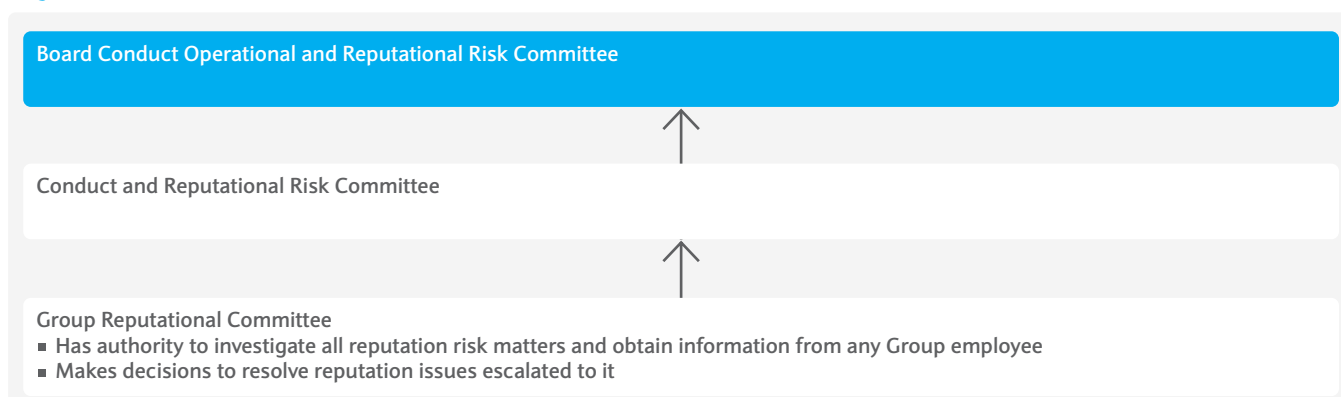 Board Conduct Operational and Reputational Risk Committee
Conduct and Reputational Risk Committee
Group Reputational Committee
▪ Has authority to investigate all reputation risk matters and obtain information from any Group employee
▪ Makes decisions to resolve reputation issues escalated to it